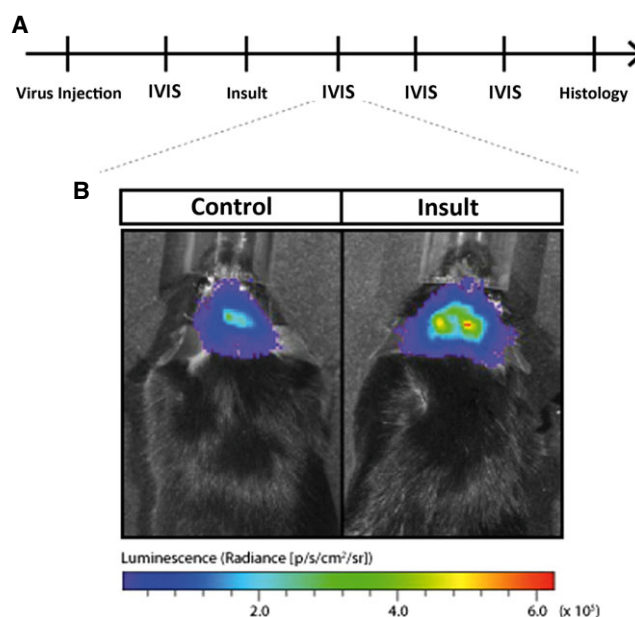 A
Virus Injection IVIS Insult IVIS IVIS IVIS Histology
B
Control Insult
Luminescence (Radiance [p/s/cm²/sr])
2.0 4.0 6.0 (x 10⁵)